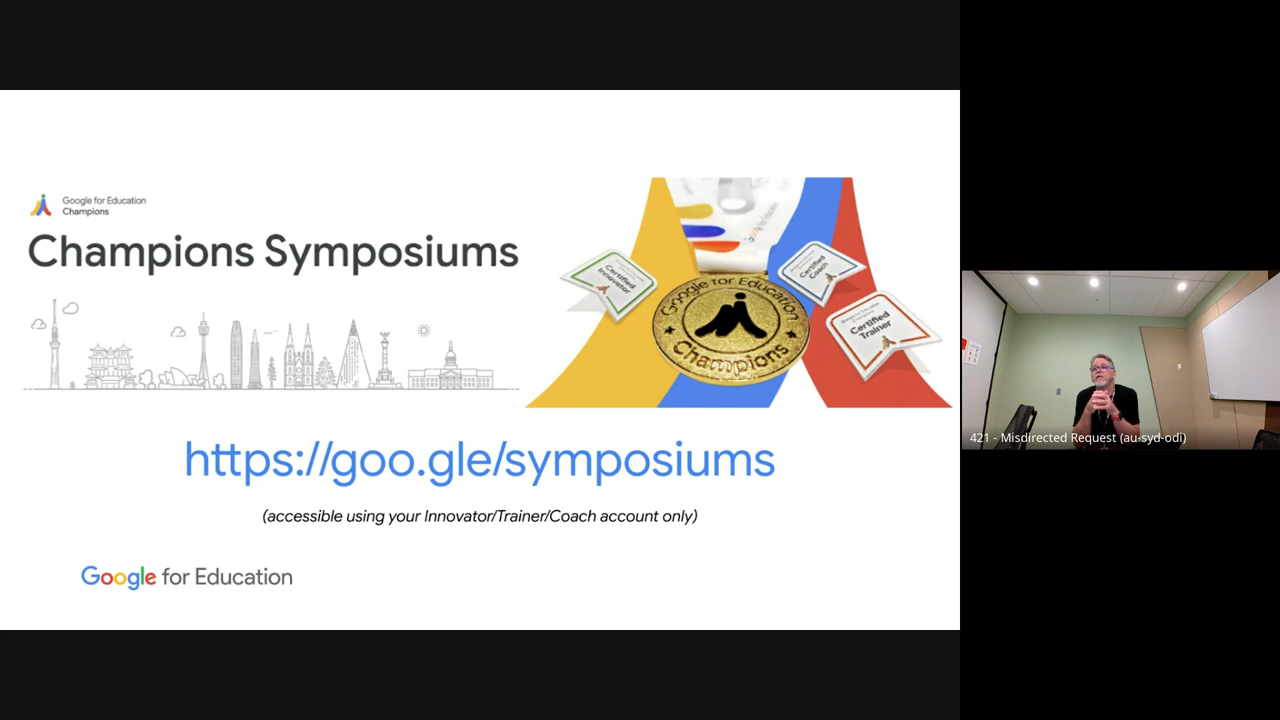 Google for Education
Champions
Champions Symposiums
Certified
Innovator
Google for Education
Champions
Certified
Coach
Certified
Trainer
https://goo.gle/symposiums
(accessible using your Innovator/Trainer/Coach account only)
Google for Education
421 - Misdirected Request (au-syd-odi)